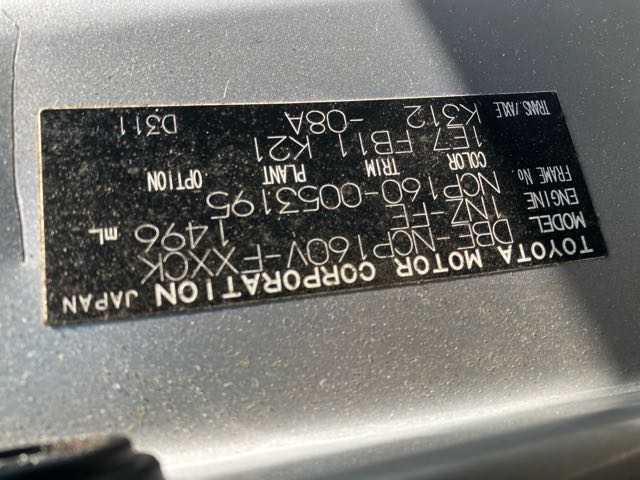 TOYOTA MOTOR CORPORATION JAPAN
MODEL DBE-NCP160V-FXXCK
ENGINE 1NZ-FE 1496 mL
FRAME No NCP160-0053195
COLOR TRIM PLANT OPTION
1E7 FB11 K21
TRANS./AXLE K312 -08A D311